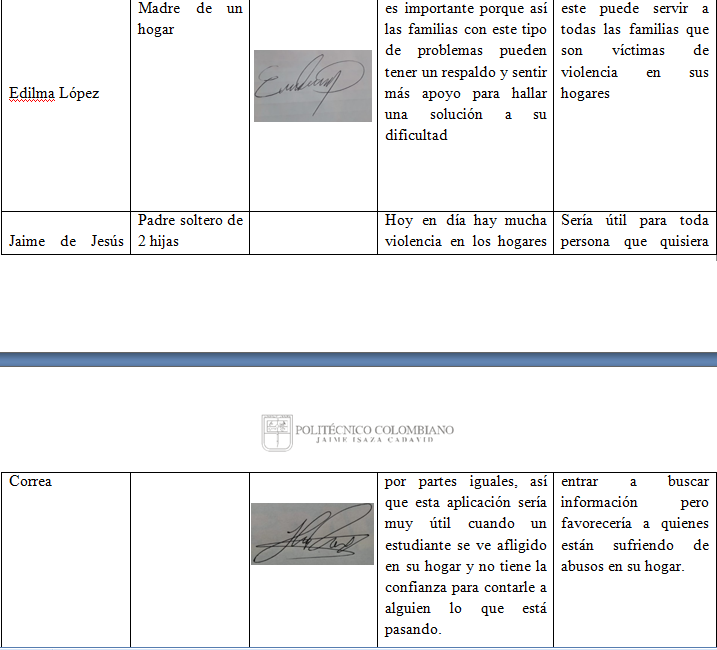 Madre de un
hogar
Edilma López
es importante porque así
las familias con este tipo
de problemas pueden
tener un respaldo y sentir
más apoyo para hallar
una solución a su
dificultad
este puede servir a
todas las familias que
son víctimas de
violencia en sus
hogares
Jaime de Jesús
Padre soltero de
2 hijas
Hoy en día hay mucha
violencia en los hogares
Sería útil para toda
persona que quisiera
POLITÉCNICO COLOMBIANO
JAIME ISAZA CADAVID
Correa
por partes iguales, así
que esta aplicación sería
muy útil cuando un
estudiante se ve afligido
en su hogar y no tiene la
confianza para contarle a
alguien lo que está
pasando.
entrar a buscar
información pero
favorecería a quienes
están sufriendo de
abusos en su hogar.